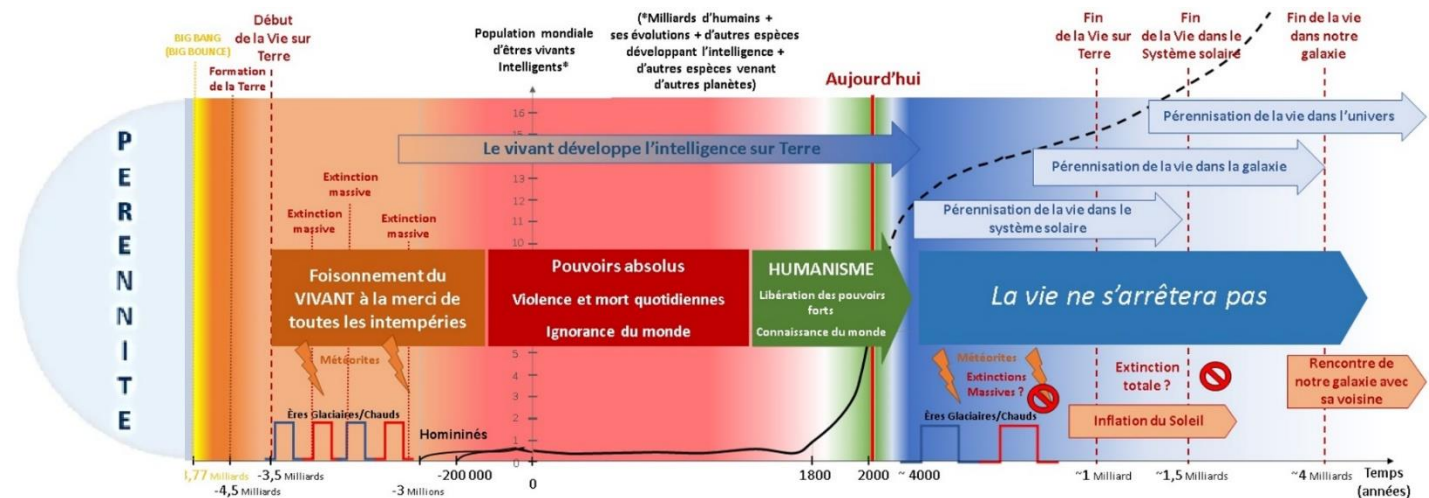 BIG BANG
(BIG BOUNCE)
Formation
de la Terre
Début
de la Vie sur
Terre
Population mondiale
d'êtres vivants
Intelligents*
(*Milliards d'humains +
ses évolutions + d'autres espèces
développant l'intelligence +
d'autres espèces venant
d'autres planètes)
Aujourd'hui
Fin
de la Vie sur
Terre
Fin
de la Vie dans le
Système solaire
Fin de la vie
dans notre
galaxie
PERENNITE
16
15
13
12
11
10
Le vivant développe l'intelligence sur Terre
Pérennisation de la vie dans l'univers
Pérennisation de la vie dans la galaxie
Pérennisation de la vie dans le
système solaire
Extinction
massive
Extinction
massive
Extinction
massive
Foisonnement du
VIVANT à la merci de
toutes les intempéries
Pouvoirs absolus
Violence et mort quotidiennes
Ignorance du monde
HUMANISME
Libération des pouvoirs
forts
Connaissance du monde
La vie ne s'arrêtera pas
Météorites
Ères Glaciaires/Chauds
Homininés
5
4
3
2
1
0
Météorites
Extinctions
Massives ?
Ères Glaciaires/Chauds
Extinction
totale ?
Inflation du Soleil
Rencontre de
notre galaxie avec
sa voisine
,77 Milliards
-4,5 Milliards
-3,5 Milliards
-3 Millions
-200 000
0
1800
2000
~ 4000
~1 Milliard
~1,5 Milliards
~4 Milliards
Temps
(années)